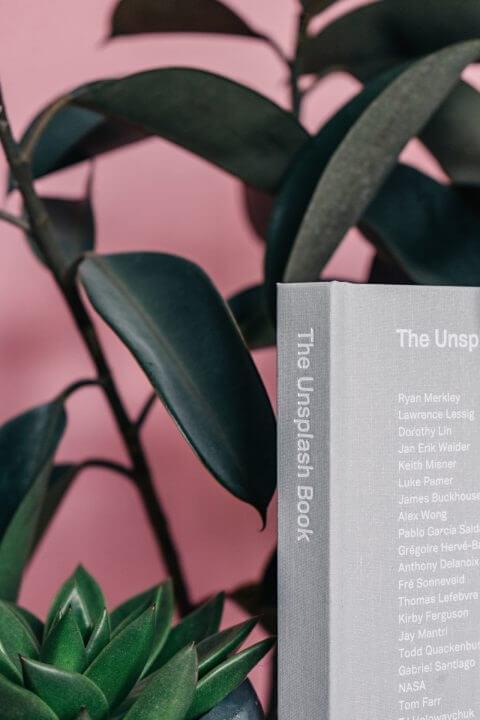 The Unsplash Book
The Unsp
Ryan Merkley
Lawrence Lessig
Dorothy Lin
Jan Erik Waider
Keith Misner
Luke Pamer
James Buckhouse
Alex Wong
Pablo García Sald
Grégoire Hervé-B
Anthony Delanoix
Fré Sonneveld
Thomas Lefebvre
Kirby Ferguson
Jay Mantri
Todd Quackenbus
Gabriel Santiago
NASA
Tom Farr